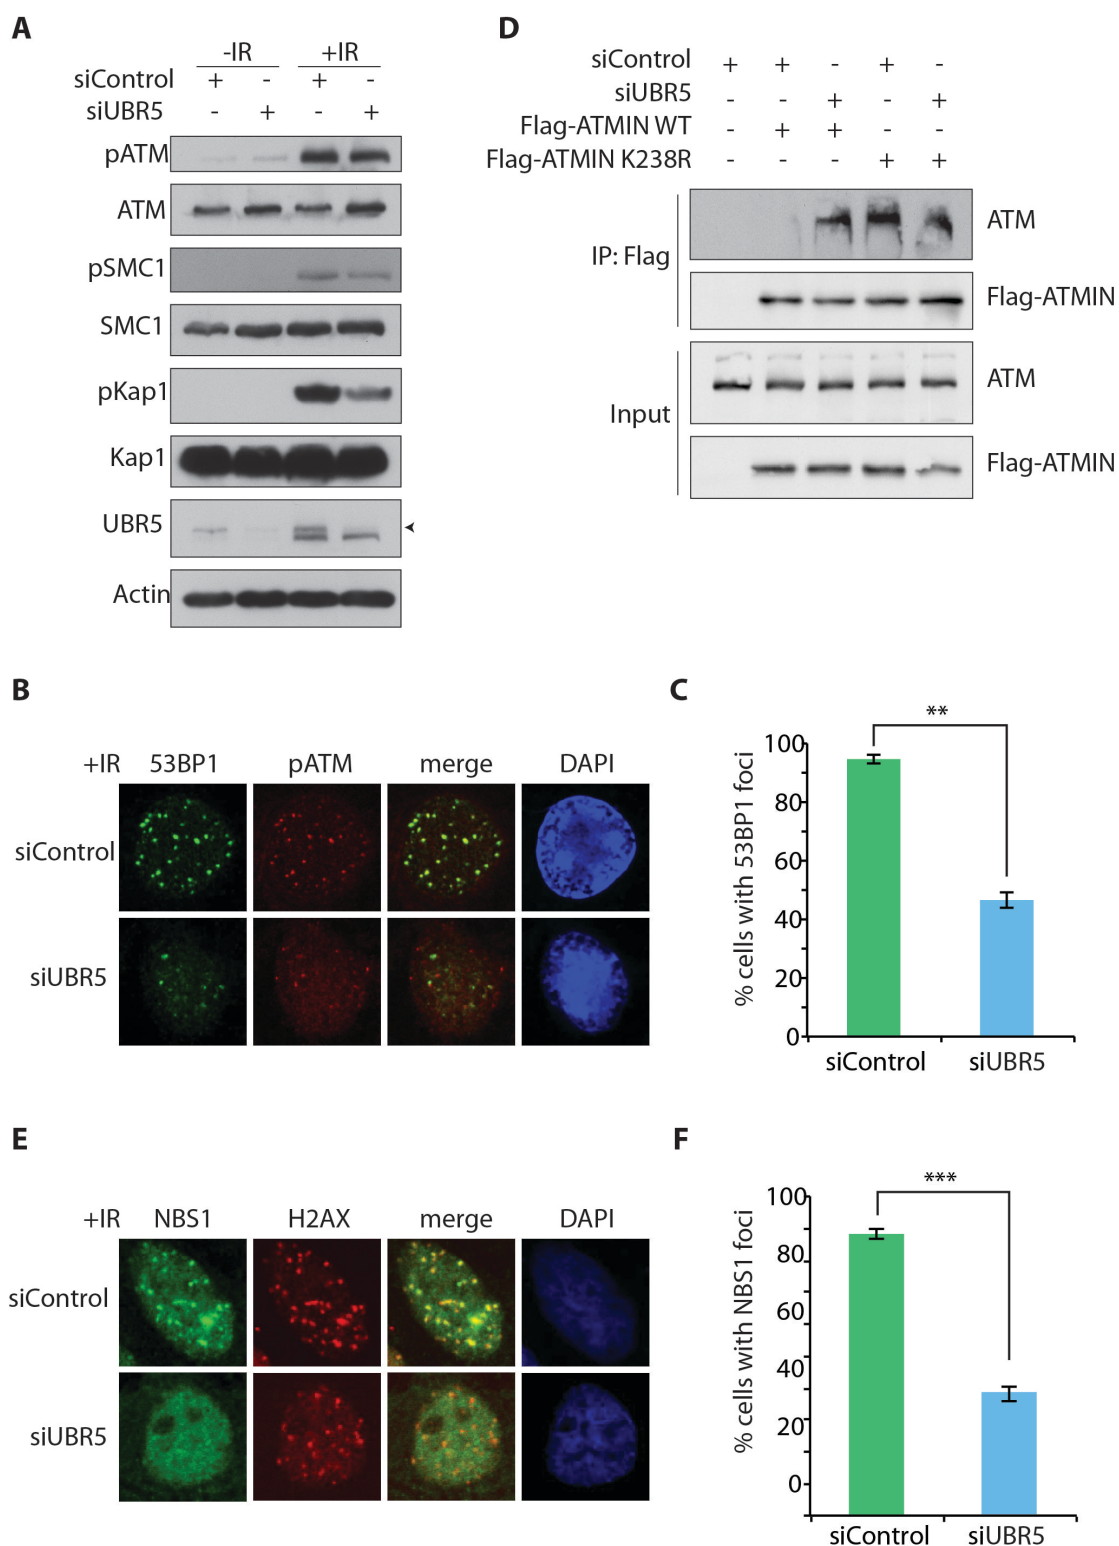 A
-IR +IR
siControl + - + -
siUBR5 - + - +
pATM
ATM
pSMC1
SMC1
pKap1
Kap1
UBR5
Actin
D
siControl + + - + -
siUBR5 - - + - +
Flag-ATMIN WT - + + - -
Flag-ATMIN K238R - - - + +
IP: Flag
ATM
Flag-ATMIN
Input
ATM
Flag-ATMIN
B
+IR 53BP1 pATM merge DAPI
siControl
siUBR5
C
**
% cells with 53BP1 foci
100
80
60
40
20
0
siControl siUBR5
E
+IR NBS1 H2AX merge DAPI
siControl
siUBR5
F
***
% cells with NBS1 foci
100
80
60
40
20
0
siControl siUBR5